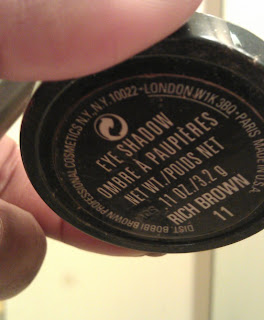 DIST. BOBBI BROWN PROFESSIONAL COSMETICS N.Y. N.Y. 10022 - LONDON. W1K 3BQ - PARIS MADE IN U.S.A.
EYE SHADOW
OMBRE À PAUPIÈRES
NET WT./POIDS NET
.11 OZ/3.2 g
RICH BROWN
11